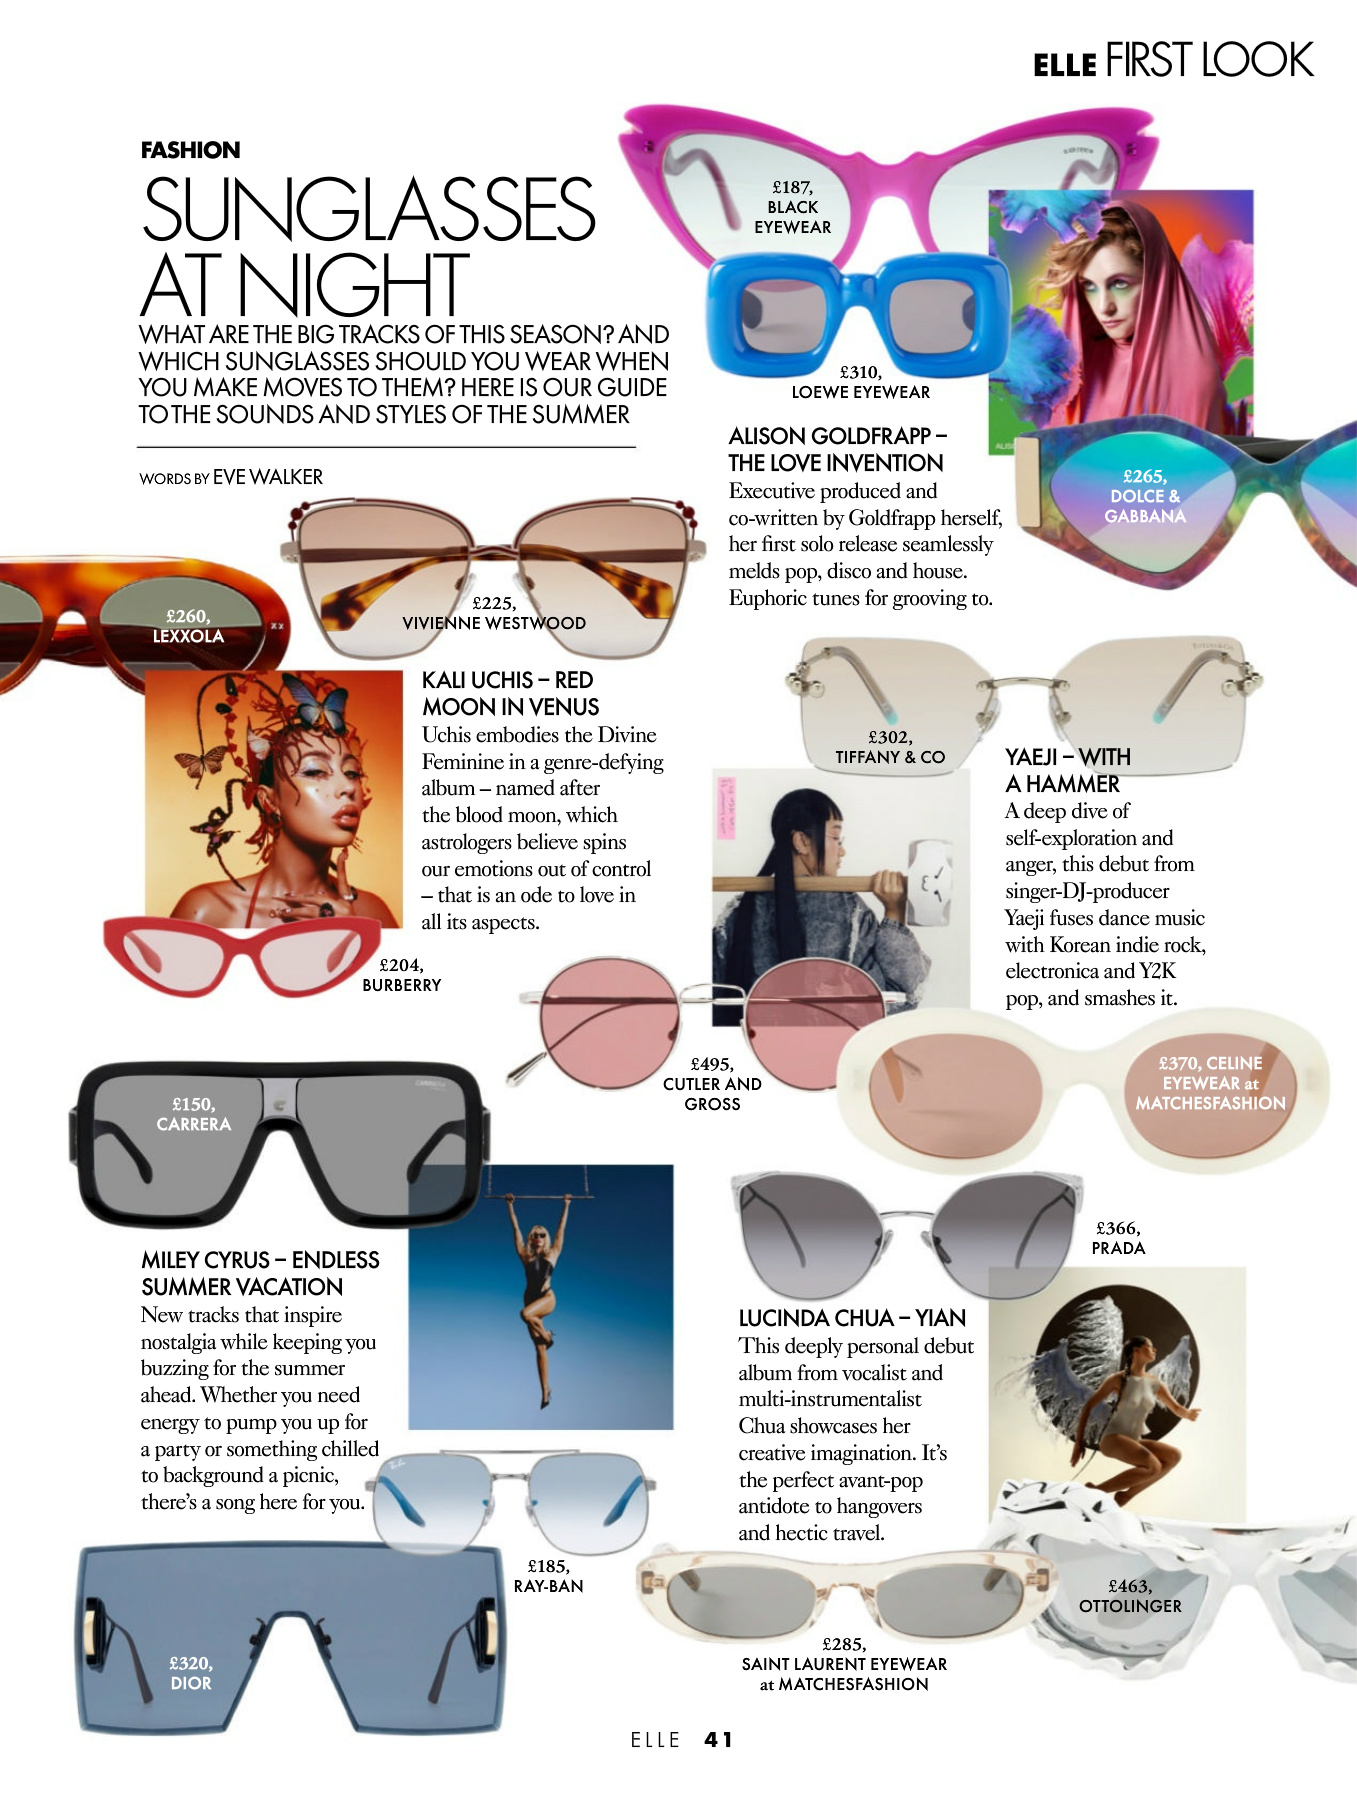 ELLE FIRST LOOK
FASHION
SUNGLASSES
AT NIGHT
WHAT ARE THE BIG TRACKS OF THIS SEASON? AND
WHICH SUNGLASSES SHOULD YOU WEAR WHEN
YOU MAKE MOVES TO THEM? HERE IS OUR GUIDE
TO THE SOUNDS AND STYLES OF THE SUMMER
WORDS BY EVE WALKER
£187,
BLACK
EYEWEAR
£310,
LOEWE EYEWEAR
ALISON GOLDFRAPP –
THE LOVE INVENTION
Executive produced and
co-written by Goldfrapp herself,
her first solo release seamlessly
melds pop, disco and house.
Euphoric tunes for grooving to.
£265,
DOLCE &
GABBANA
£260,
LEXXOLA
£225,
VIVIENNE WESTWOOD
KALI UCHIS – RED
MOON IN VENUS
Uchis embodies the Divine
Feminine in a genre-defying
album – named after
the blood moon, which
astrologers believe spins
our emotions out of control
– that is an ode to love in
all its aspects.
£204,
BURBERRY
Tiffany & Co.
£302,
TIFFANY & CO
YAEJI – WITH
A HAMMER
A deep dive of
self-exploration and
anger, this debut from
singer-DJ-producer
Yaeji fuses dance music
with Korean indie rock,
electronica and Y2K
pop, and smashes it.
£495,
CUTLER AND
GROSS
£370, CELINE
EYEWEAR at
MATCHESFASHION
CARRERA
£150,
CARRERA
MILEY CYRUS – ENDLESS
SUMMER VACATION
New tracks that inspire
nostalgia while keeping you
buzzing for the summer
ahead. Whether you need
energy to pump you up for
a party or something chilled
to background a picnic,
there's a song here for you.
£366,
PRADA
LUCINDA CHUA – YIAN
This deeply personal debut
album from vocalist and
multi-instrumentalist
Chua showcases her
creative imagination. It's
the perfect avant-pop
antidote to hangovers
and hectic travel.
Ray-Ban
£185,
RAY-BAN
£320,
DIOR
£285,
SAINT LAURENT EYEWEAR
at MATCHESFASHION
£463,
OTTOLINGER
ELLE 41